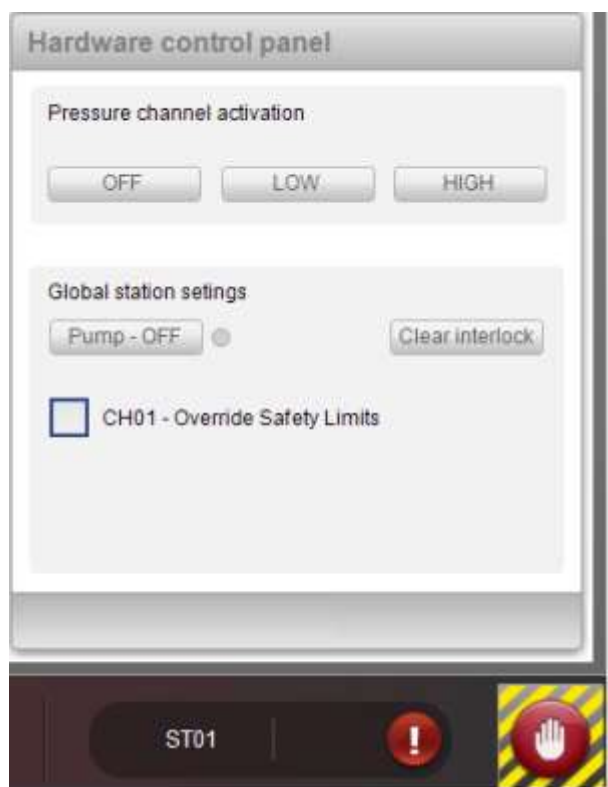 Hardware control panel
Pressure channel activation
OFF LOW HIGH
Global station setings
Pump - OFF Clear interlock
CH01 - Override Safety Limits
ST01
!